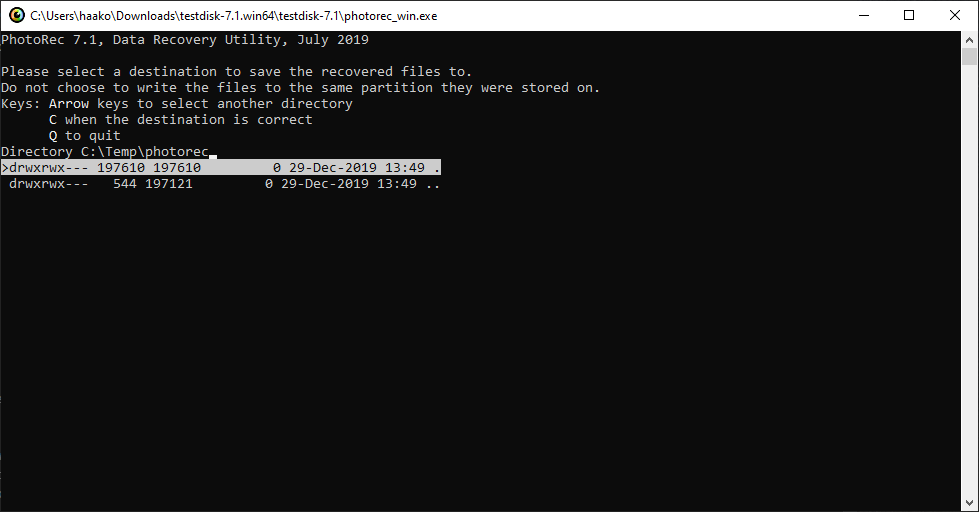 C:\Users\haako\Downloads\testdisk-7.1.win64\testdisk-7.1\photorec_win.exe
PhotoRec 7.1, Data Recovery Utility, July 2019
Please select a destination to save the recovered files to.
Do not choose to write the files to the same partition they were stored on.
Keys: Arrow keys to select another directory
      C when the destination is correct
      Q to quit
Directory C:\Temp\photorec
>drwxrwx--- 197610 197610         0 29-Dec-2019 13:49 .
 drwxrwx---   544 197121         0 29-Dec-2019 13:49 ..